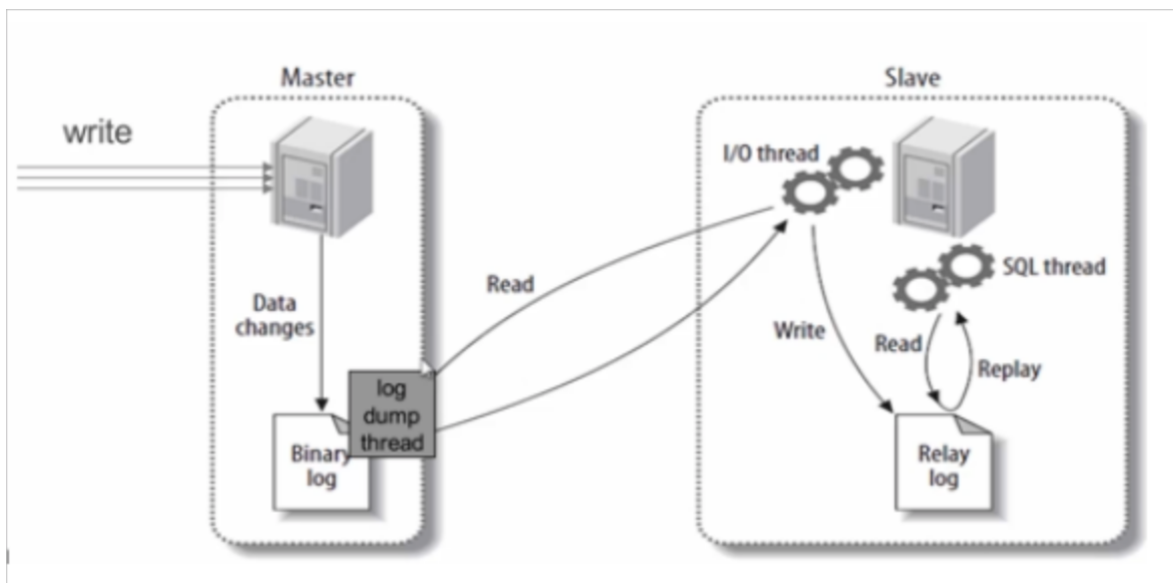 Master
Slave
write
I/O thread
SQL thread
Read
Data
changes
Write
Read
Replay
log
dump
thread
Binary
log
Relay
log